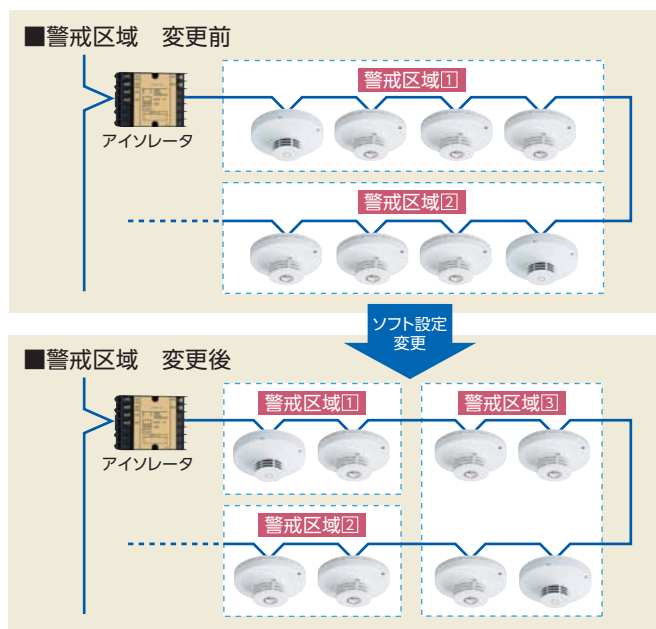 ■警戒区域　変更前
警戒区域1
アイソレータ
警戒区域2
ソフト設定
変更
■警戒区域　変更後
警戒区域1
警戒区域3
アイソレータ
警戒区域2